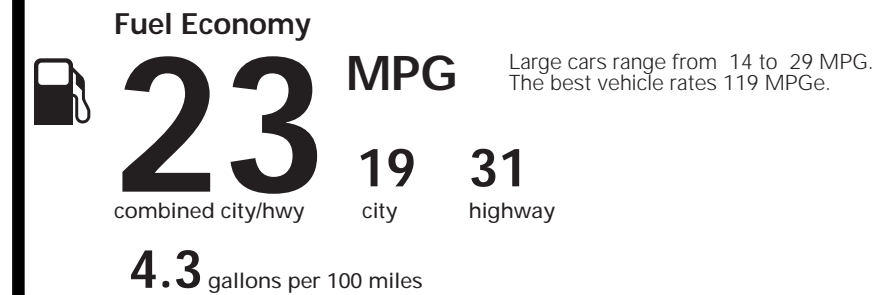 Fuel Economy
23 MPG
Large cars range from 14 to 29 MPG.
The best vehicle rates 119 MPGe.
19 31
combined city/hwy city highway
4.3 gallons per 100 miles